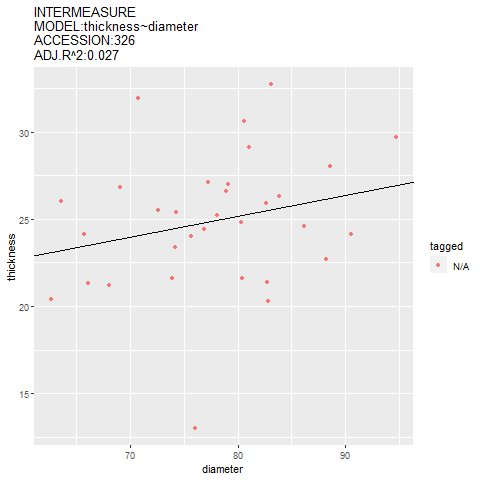 INTERMEASURE
MODEL:thickness~diameter
ACCESSION:326
ADJ.R^2:0.027
30
25
20
15
thickness
70 80 90
diameter
tagged
N/A